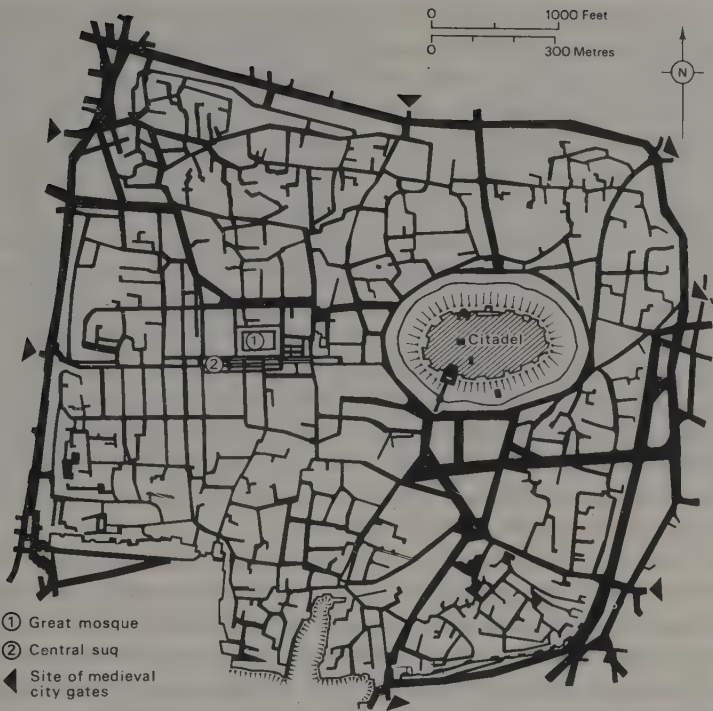 0 1000 Feet
0 300 Metres
N
1
Citadel
2
1 Great mosque
2 Central suq
Site of medieval
city gates